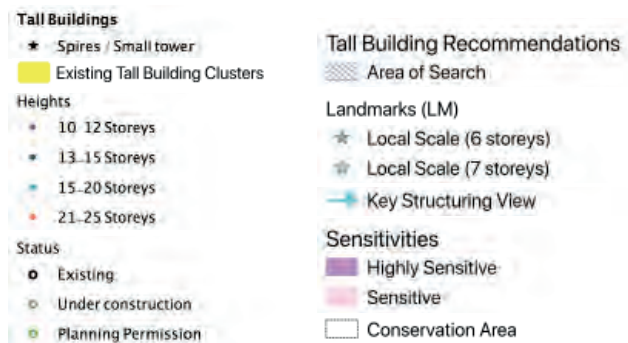 Tall Buildings
Spires / Small tower
Existing Tall Building Clusters
Heights
10-12 Storeys
13-15 Storeys
15-20 Storeys
21-25 Storeys
Status
Existing
Under construction
Planning Permission
Tall Building Recommendations
Area of Search
Landmarks (LM)
Local Scale (6 storeys)
Local Scale (7 storeys)
Key Structuring View
Sensitivities
Highly Sensitive
Sensitive
Conservation Area